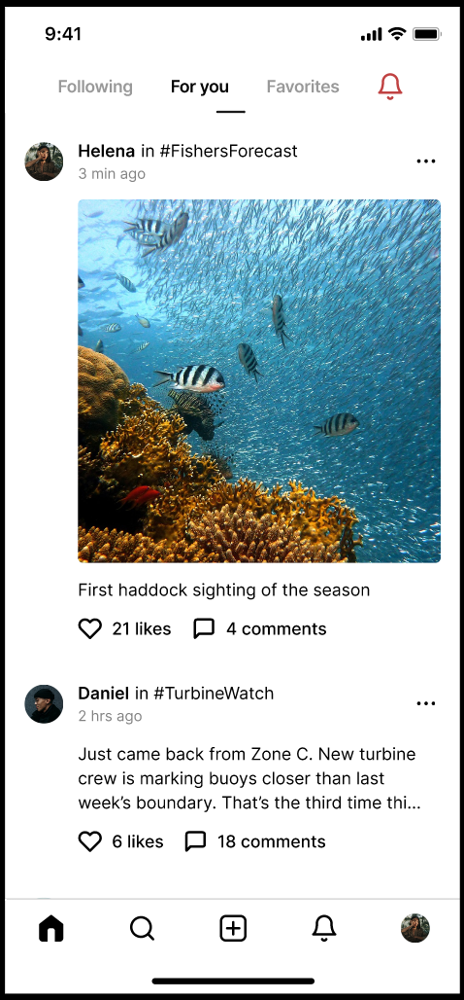 9:41
Following For you Favorites
Helena in #FishersForecast
3 min ago
First haddock sighting of the season
21 likes 4 comments
Daniel in #TurbineWatch
2 hrs ago
Just came back from Zone C. New turbine
crew is marking buoys closer than last
week’s boundary. That’s the third time thi...
6 likes 18 comments